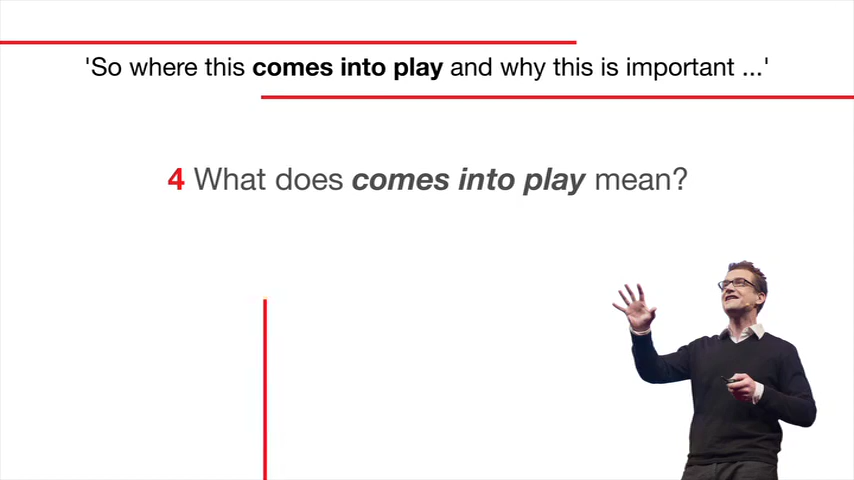 'So where this comes into play and why this is important ...'
4 What does comes into play mean?